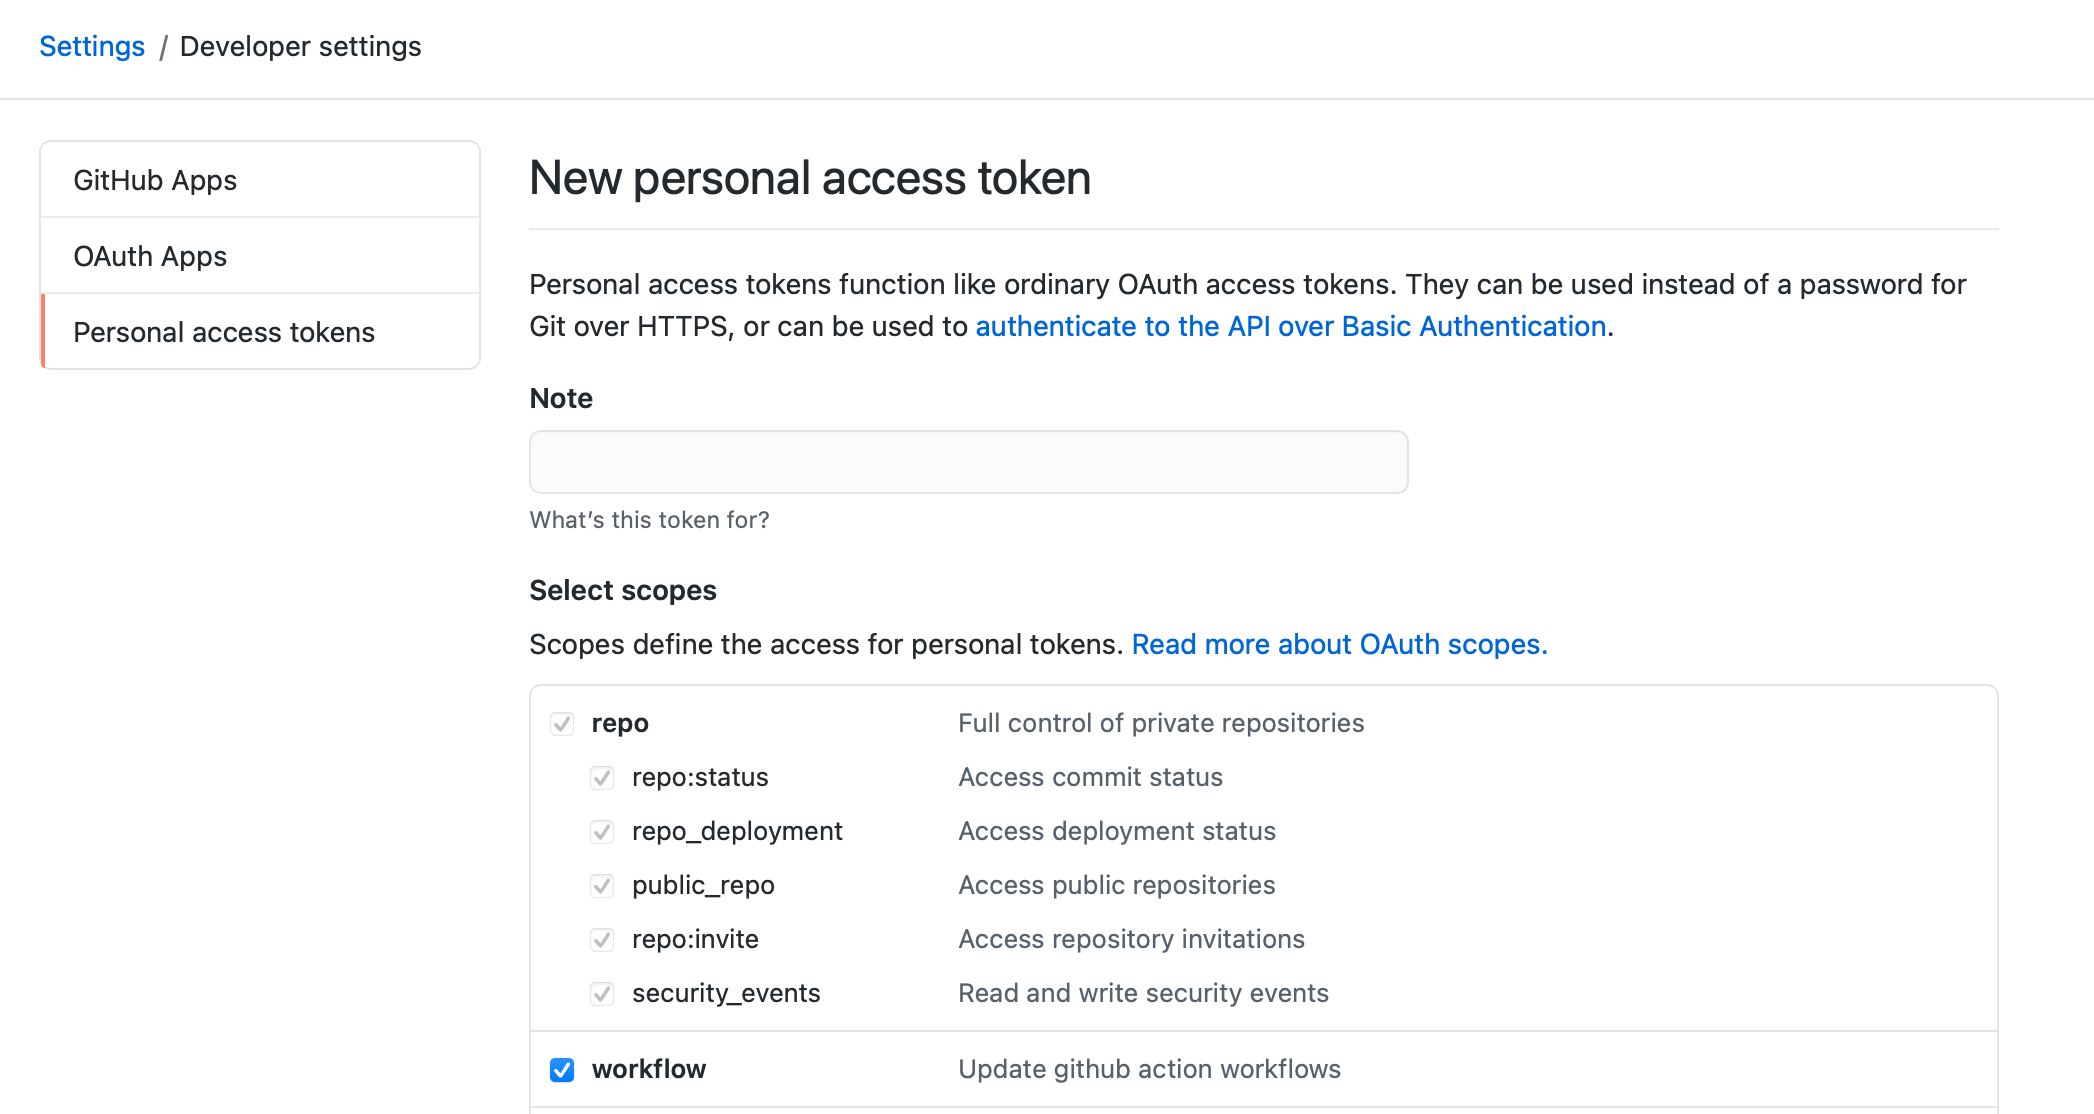 Settings / Developer settings
GitHub Apps
OAuth Apps
Personal access tokens
New personal access token
Personal access tokens function like ordinary OAuth access tokens. They can be used instead of a password for
Git over HTTPS, or can be used to authenticate to the API over Basic Authentication.
Note
What's this token for?
Select scopes
Scopes define the access for personal tokens. Read more about OAuth scopes.
repo Full control of private repositories
repo:status Access commit status
repo_deployment Access deployment status
public_repo Access public repositories
repo:invite Access repository invitations
security_events Read and write security events
workflow Update github action workflows